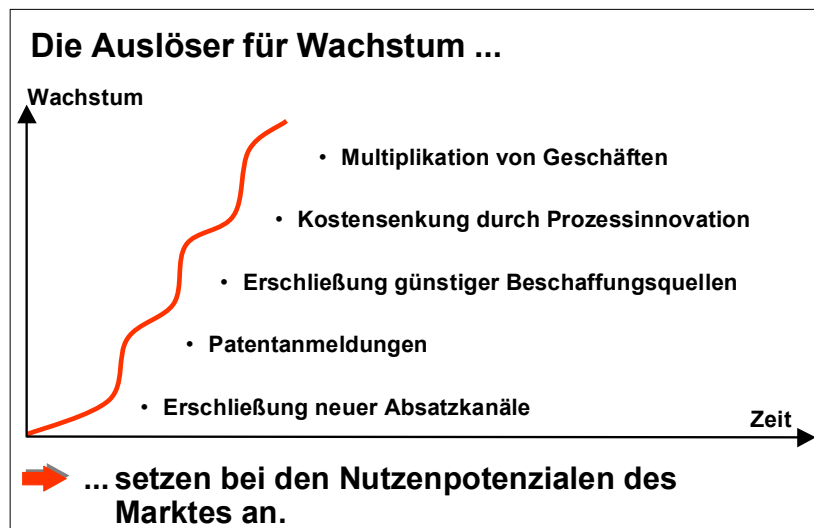 Die Auslöser für Wachstum ...
Wachstum
• Multiplikation von Geschäften
• Kostensenkung durch Prozessinnovation
• Erschließung günstiger Beschaffungsquellen
• Patentanmeldungen
• Erschließung neuer Absatzkanäle
Zeit
... setzen bei den Nutzenpotenzialen des
Marktes an.